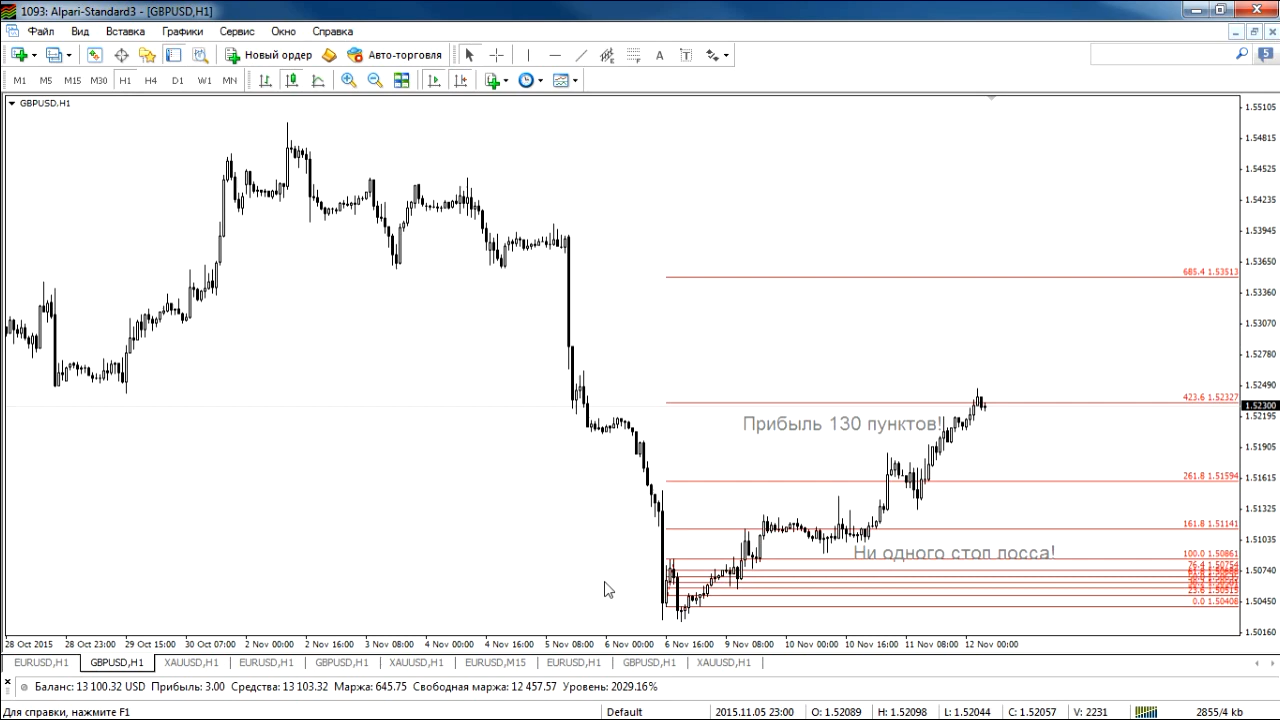 1093: Alpari-Standard3 - [GBPUSD,H1]
Файл Вид Вставка Графики Сервис Окно Справка
Новый ордер Авто-торговля A T 5
M1 M5 M15 M30 H1 H4 D1 W1 MN
GBPUSD,H1
1.55105
1.54815
1.54525
1.54235
1.53945
1.53650
685.4 1.53513
1.53360
1.53070
1.52780
1.52490
423.6 1.52327
1.52300
1.52195
Прибыль 130 пунктов!
1.51905
261.8 1.51594
1.51615
1.51325
161.8 1.51141
1.51035
Ни одного стоп лосса!
100.0 1.50861
76.4 1.50754
1.50740
23.6 1.50515
0.0 1.50408
1.50450
1.50160
28 Oct 2015 28 Oct 23:00 29 Oct 15:00 30 Oct 07:00 2 Nov 00:00 2 Nov 16:00 3 Nov 08:00 4 Nov 00:00 4 Nov 16:00 5 Nov 08:00 6 Nov 00:00 6 Nov 16:00 9 Nov 08:00 10 Nov 00:00 10 Nov 16:00 11 Nov 08:00 12 Nov 00:00
EURUSD,H1 GBPUSD,H1 XAUUSD,H1 EURUSD,H1 GBPUSD,H1 XAUUSD,H1 EURUSD,M15 EURUSD,H1 GBPUSD,H1 XAUUSD,H1
Баланс: 13 100.32 USD Прибыль: 3.00 Средства: 13 103.32 Маржа: 645.75 Свободная маржа: 12 457.57 Уровень: 2029.16%
Для справки, нажмите F1 Default 2015.11.05 23:00 O: 1.52089 H: 1.52098 L: 1.52044 C: 1.52057 V: 2231 2855/4 kb